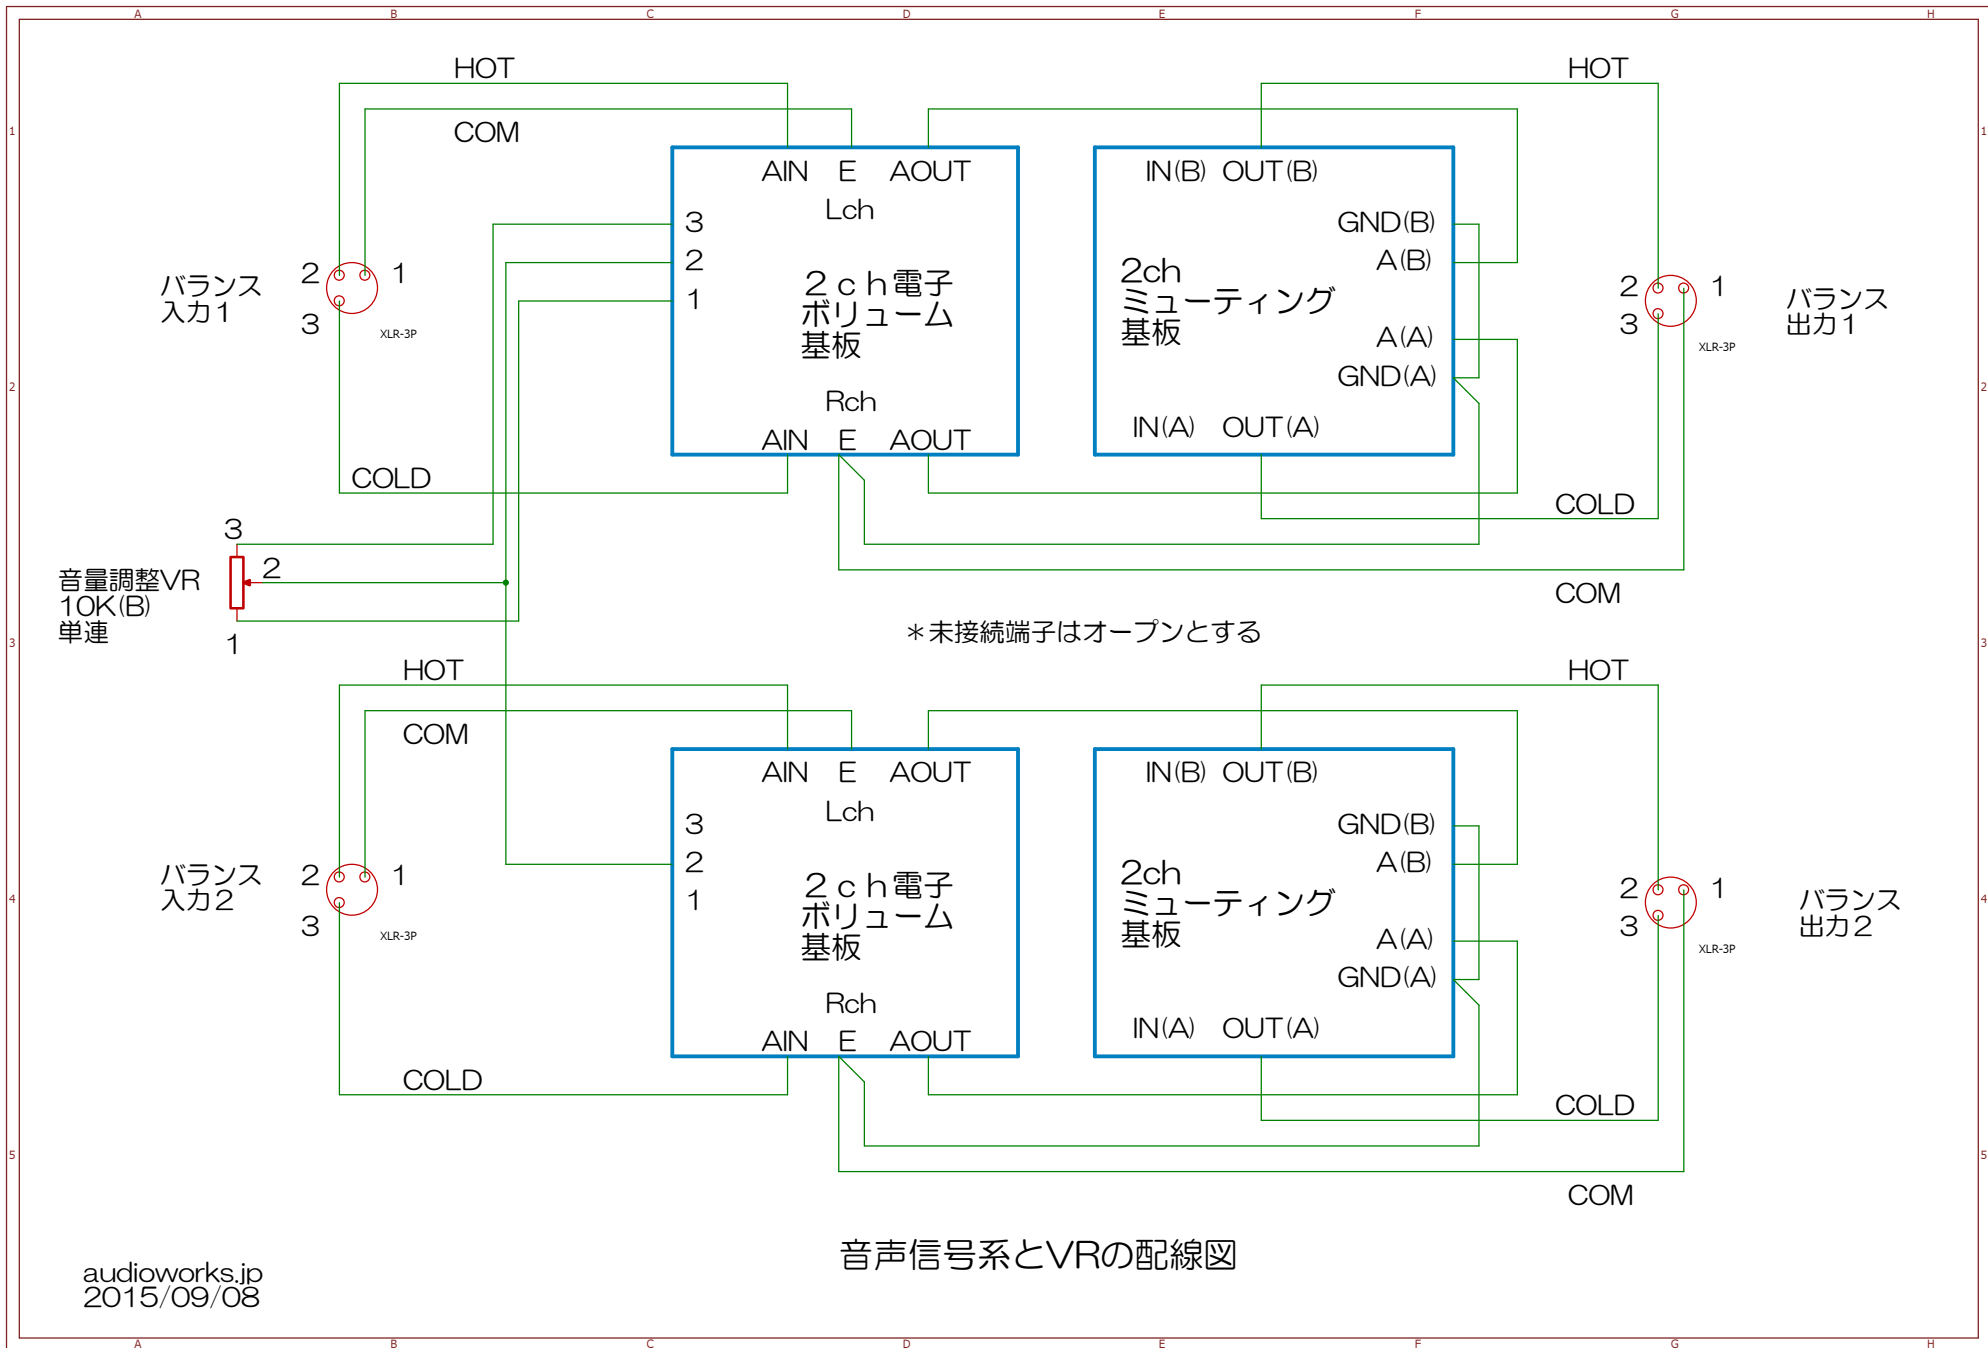 A B C D E F G H
HOT
HOT
COM
1
1
AIN E AOUT
IN(B) OUT(B)
Lch
3
GND(B)
2
A(B)
1
2 1
3
XLR-3P
バランス
入力1
2ch電子
ボリューム
基板
2ch
ミューティング
基板
2 1
3
XLR-3P
バランス
出力1
A(A)
GND(A)
2
2
Rch
AIN E AOUT
IN(A) OUT(A)
COLD
COLD
3
2
1
音量調整VR
10K(B)
単連
COM
*未接続端子はオープンとする
3
3
HOT
HOT
COM
AIN E AOUT
IN(B) OUT(B)
Lch
3
GND(B)
2
A(B)
1
2 1
3
XLR-3P
バランス
入力2
2ch電子
ボリューム
基板
2ch
ミューティング
基板
2 1
3
XLR-3P
バランス
出力2
4
4
A(A)
GND(A)
Rch
AIN E AOUT
IN(A) OUT(A)
COLD
COLD
5
5
COM
音声信号系とVRの配線図
audioworks.jp
2015/09/08
A B C D E F G H